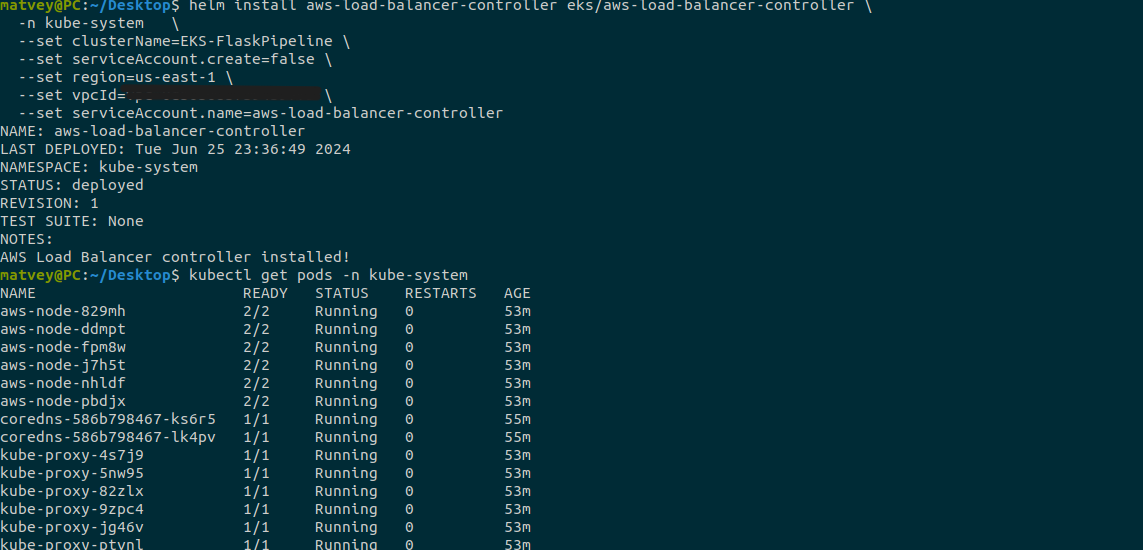 matvey@PC:~/Desktop$ helm install aws-load-balancer-controller eks/aws-load-balancer-controller \
  -n kube-system   \
  --set clusterName=EKS-FlaskPipeline \
  --set serviceAccount.create=false \
  --set region=us-east-1 \
  --set vpcId= \
  --set serviceAccount.name=aws-load-balancer-controller
NAME: aws-load-balancer-controller
LAST DEPLOYED: Tue Jun 25 23:36:49 2024
NAMESPACE: kube-system
STATUS: deployed
REVISION: 1
TEST SUITE: None
NOTES:
AWS Load Balancer controller installed!
matvey@PC:~/Desktop$ kubectl get pods -n kube-system
NAME                       READY   STATUS    RESTARTS   AGE
aws-node-829mh             2/2     Running   0          53m
aws-node-ddmpt             2/2     Running   0          53m
aws-node-fpm8w             2/2     Running   0          53m
aws-node-j7h5t             2/2     Running   0          53m
aws-node-nhldf             2/2     Running   0          53m
aws-node-pbdjx             2/2     Running   0          53m
coredns-586b798467-ks6r5   1/1     Running   0          55m
coredns-586b798467-lk4pv   1/1     Running   0          55m
kube-proxy-4s7j9           1/1     Running   0          53m
kube-proxy-5nw95           1/1     Running   0          53m
kube-proxy-82zlx           1/1     Running   0          53m
kube-proxy-9zpc4           1/1     Running   0          53m
kube-proxy-jg46v           1/1     Running   0          53m
kube-proxy-ptvnl           1/1     Running   0          53m